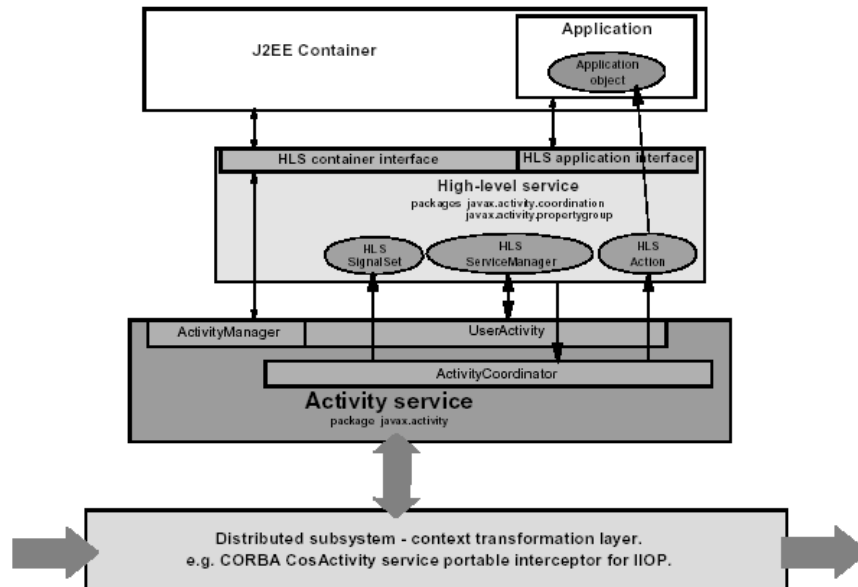 Application
J2EE Container
Application
object
HLS container interface
HLS application interface
High-level service
packages javax.activity.coordination
javax.activity.propertygroup
HLS
SignalSet
HLS
ServiceManager
HLS
Action
ActivityManager
UserActivity
ActivityCoordinator
Activity service
package javax.activity
Distributed subsystem - context transformation layer.
e.g. CORBA CosActivity service portable interceptor for IIOP.